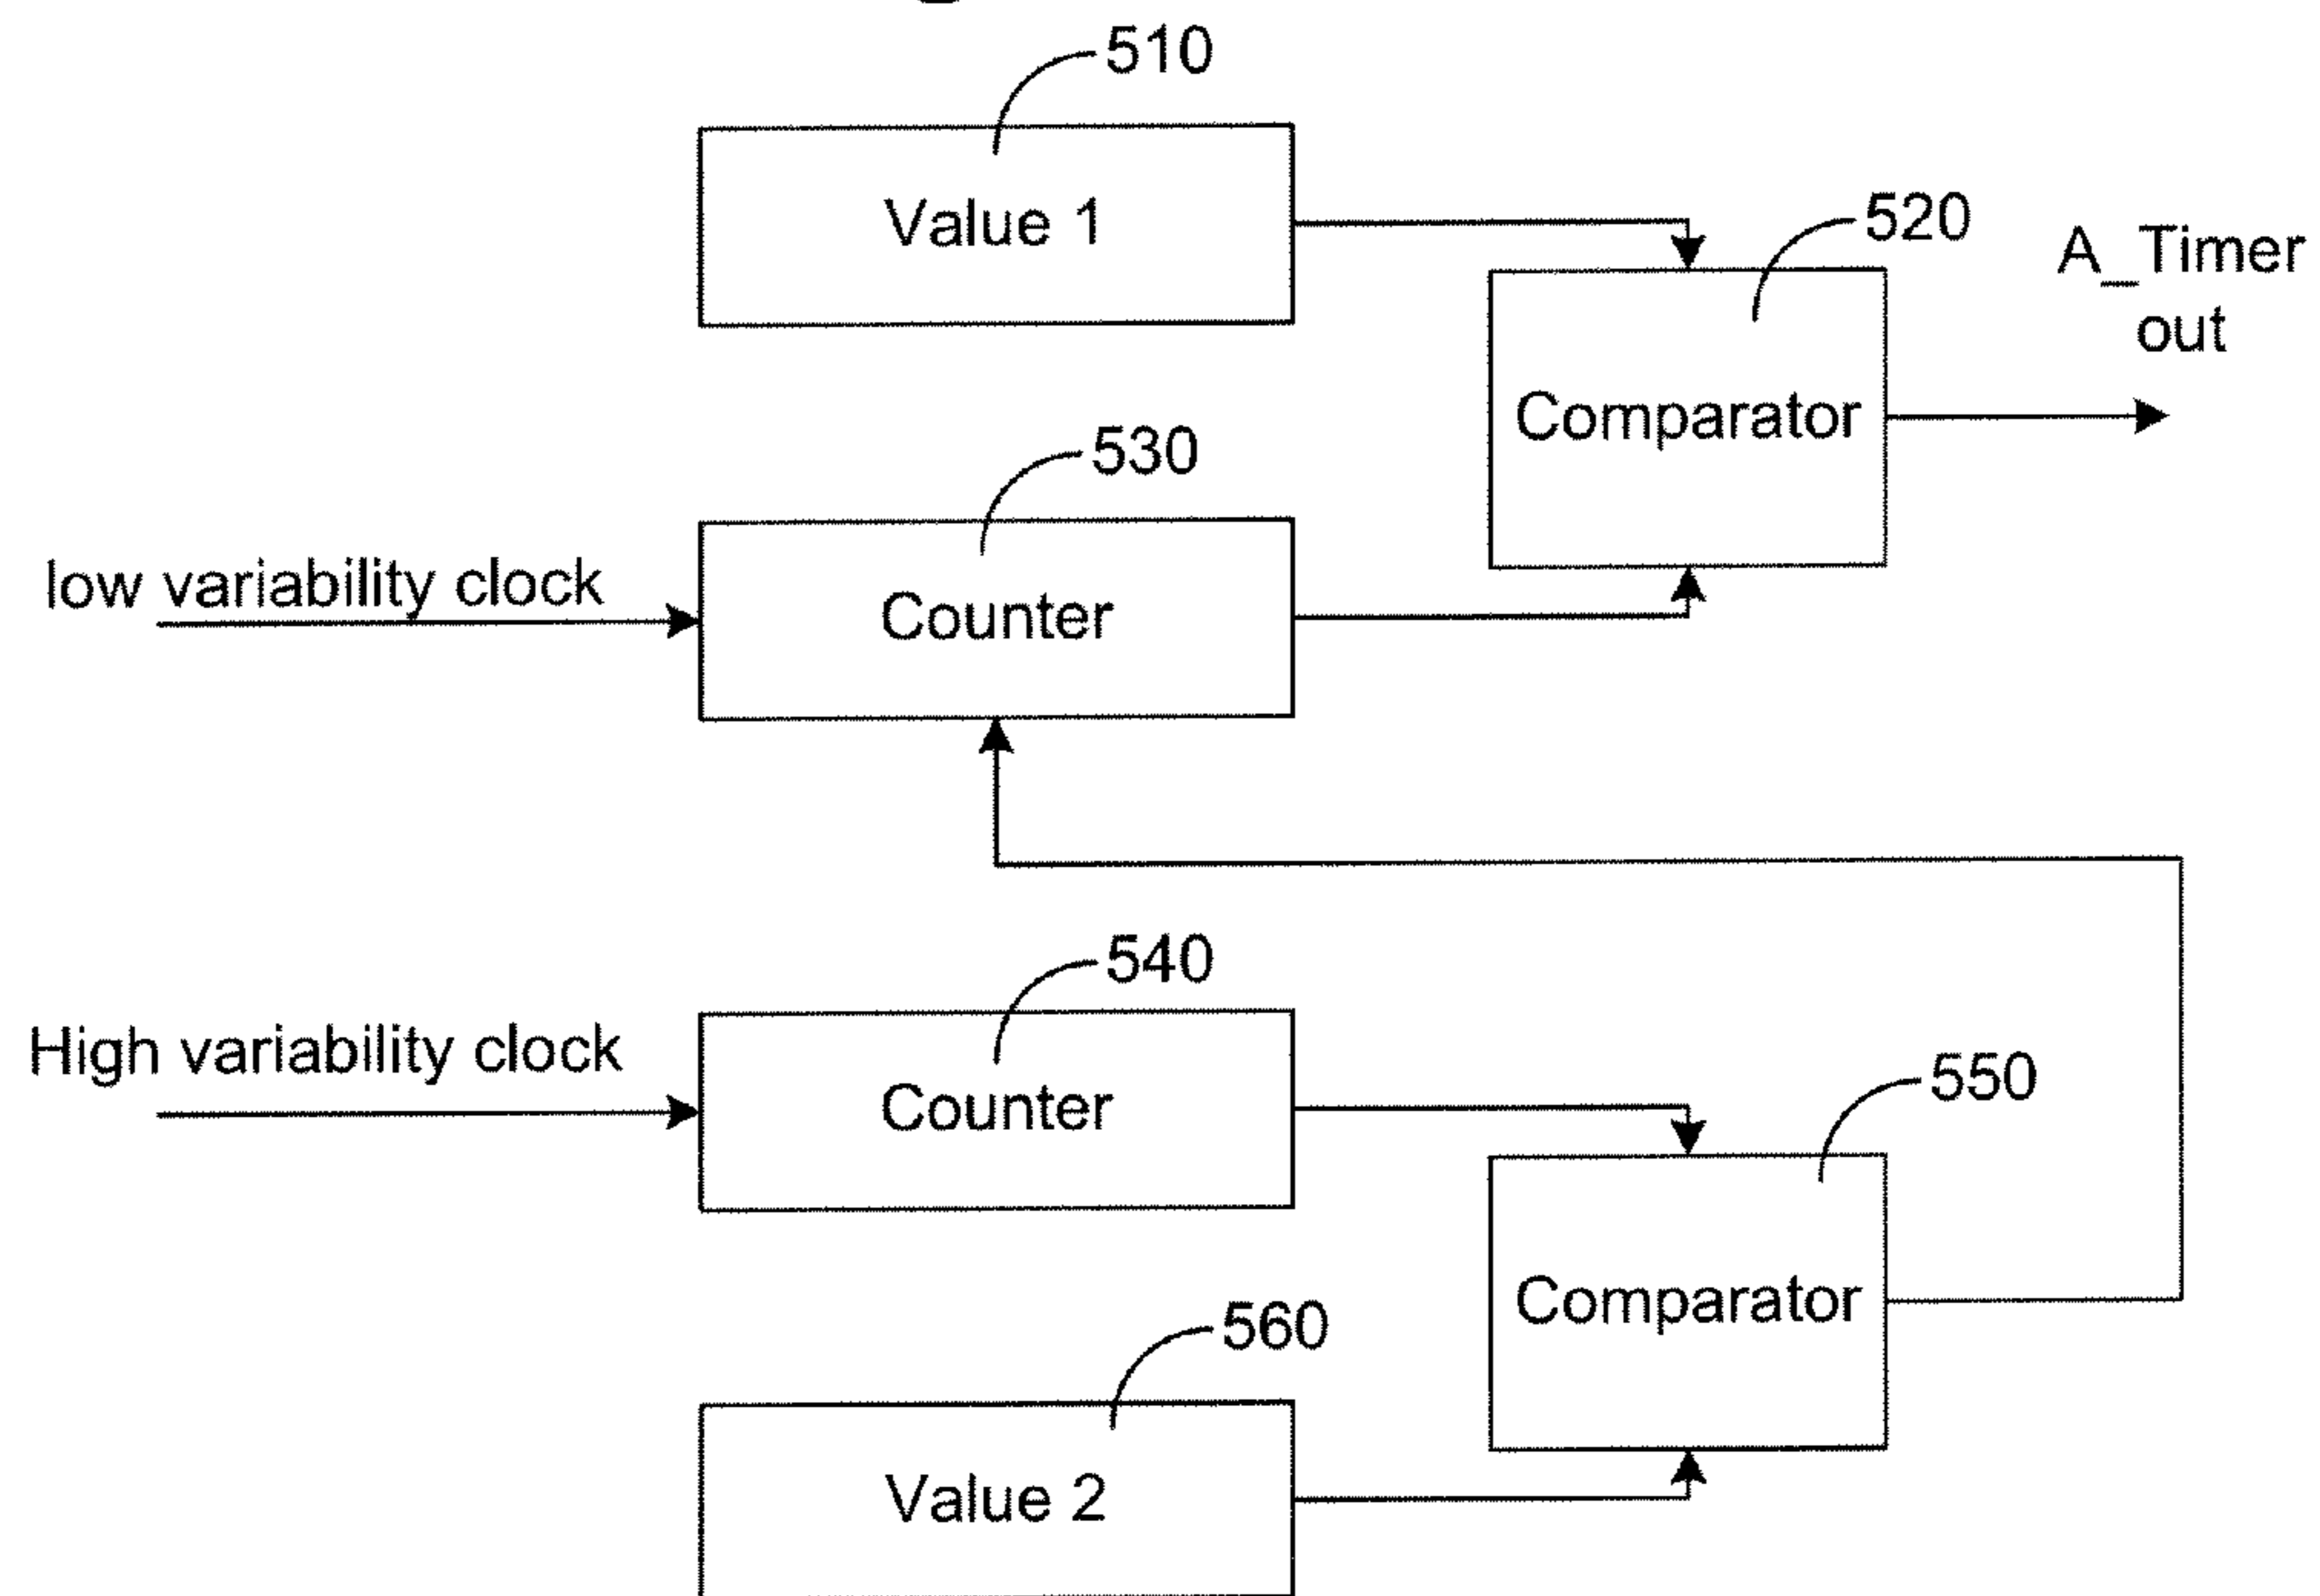 510
Value 1
520
A_Timer
out
Comparator
530
low variability clock
Counter
540
High variability clock
Counter
550
Comparator
560
Value 2